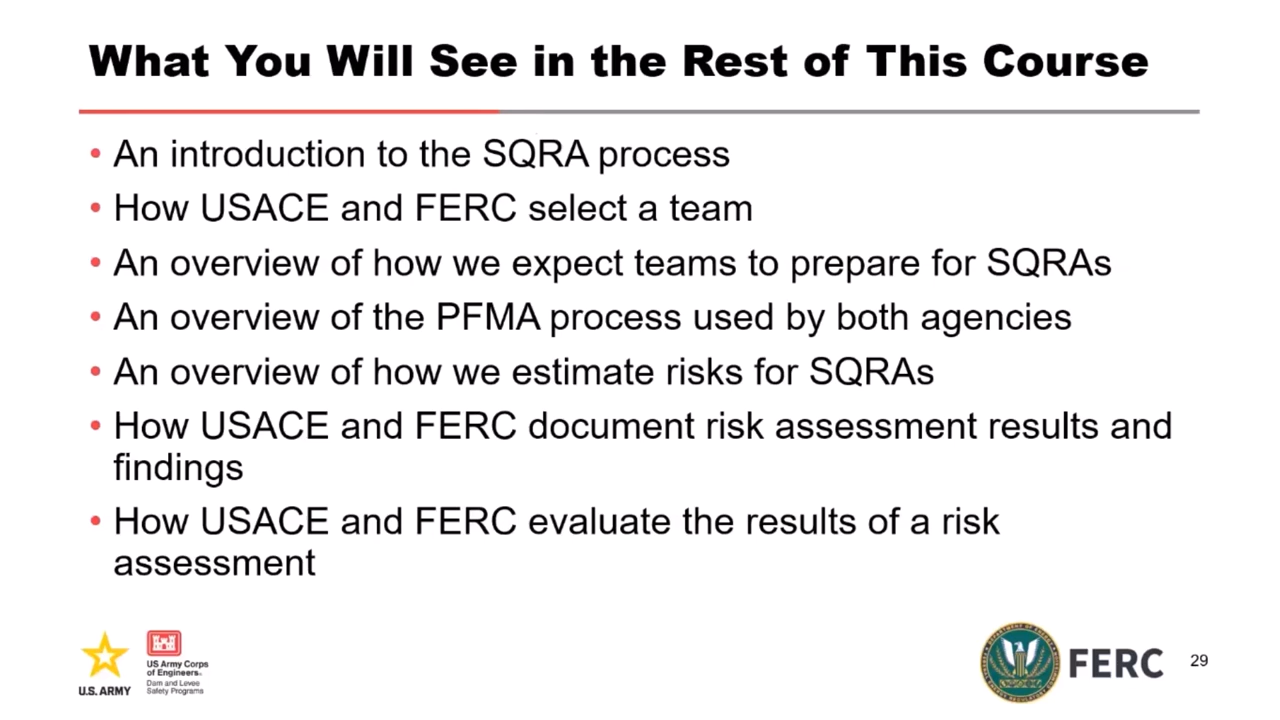 What You Will See in the Rest of This Course
• An introduction to the SQRA process
• How USACE and FERC select a team
• An overview of how we expect teams to prepare for SQRAs
• An overview of the PFMA process used by both agencies
• An overview of how we estimate risks for SQRAs
• How USACE and FERC document risk assessment results and
findings
• How USACE and FERC evaluate the results of a risk
assessment
U.S. ARMY
US Army Corps
of Engineers®
Dam and Levee
Safety Programs
FERC
29